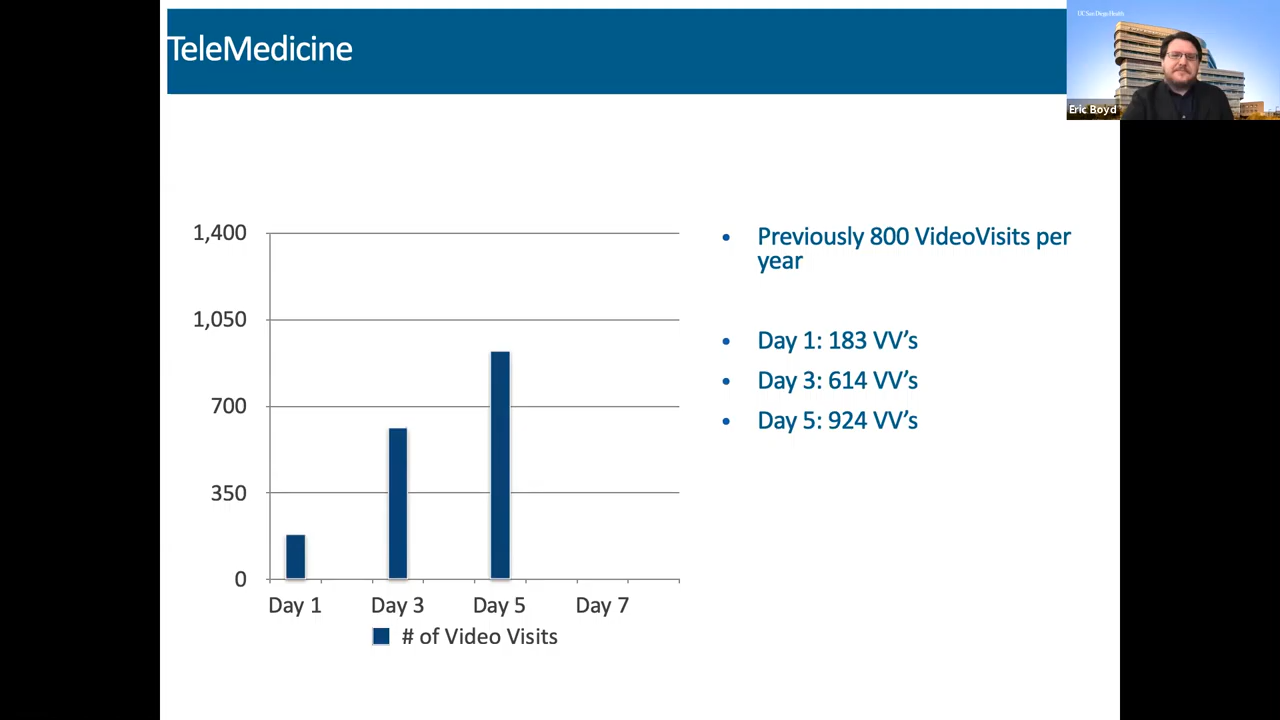 TeleMedicine
UC San Diego Health
Eric Boyd
1,400
1,050
700
350
0
Day 1 Day 3 Day 5 Day 7
# of Video Visits
• Previously 800 VideoVisits per
year
• Day 1: 183 VV’s
• Day 3: 614 VV’s
• Day 5: 924 VV’s